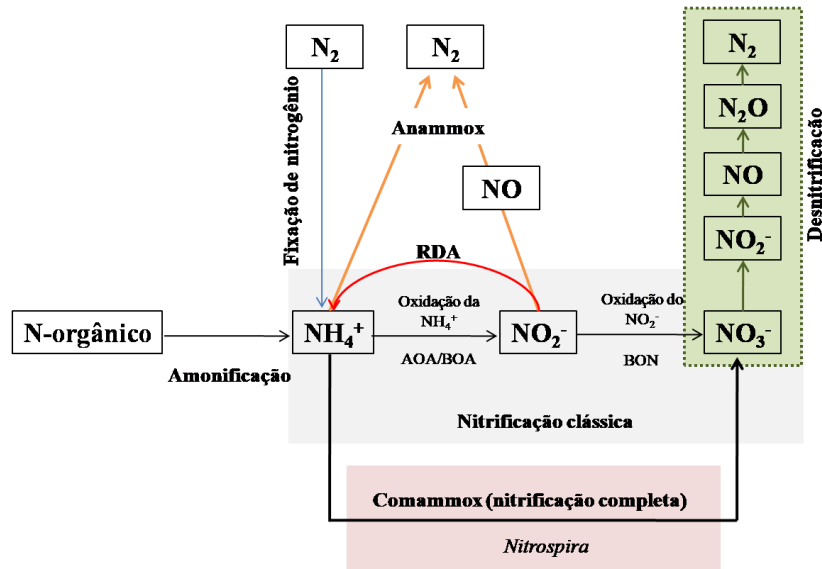 N₂
N₂
N₂
N₂O
NO
NO₂⁻
Desnitrificação
Fixação de nitrogênio
Anammox
NO
RDA
N-orgânico
Amonificação
NH₄⁺
Oxidação da
NH₄⁺
AOA/BOA
NO₂⁻
Oxidação do
NO₂⁻
BON
NO₃⁻
Nitrificação clássica
Comammox (nitrificação completa)
Nitrospira